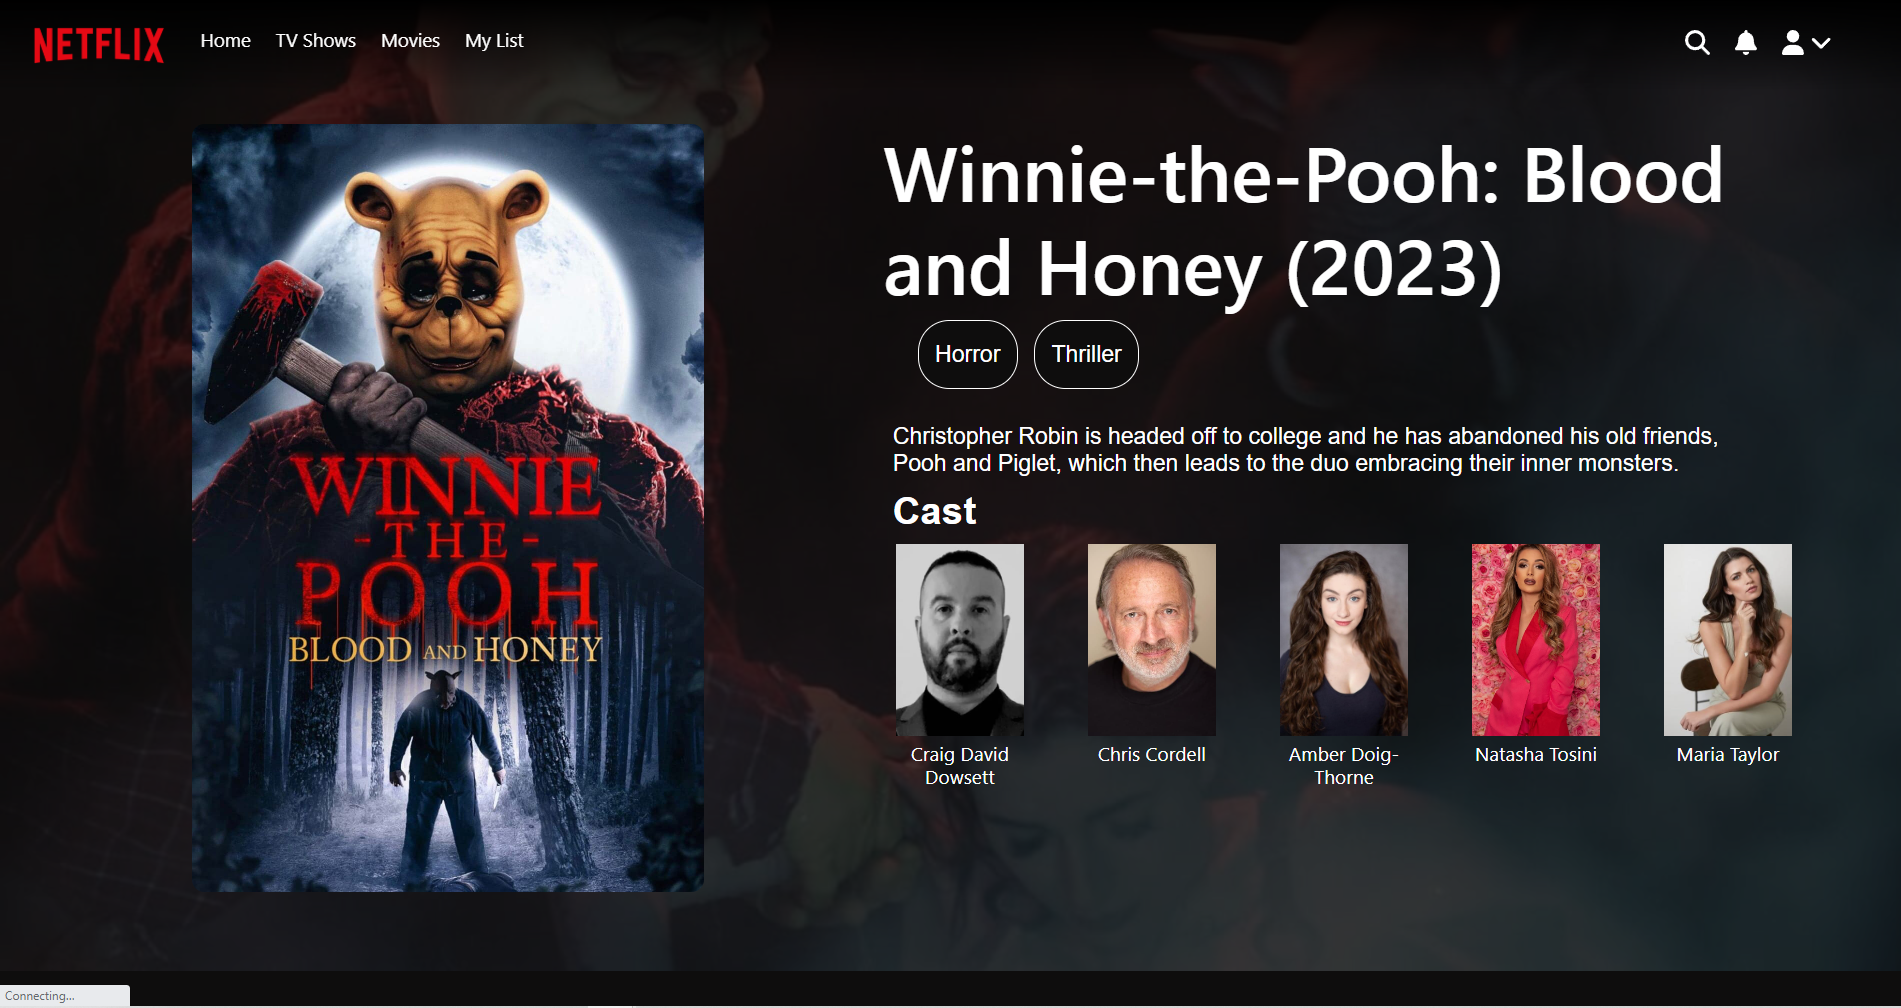 NETFLIX Home TV Shows Movies My List
Winnie-the-Pooh: Blood
and Honey (2023)
Horror Thriller
Christopher Robin is headed off to college and he has abandoned his old friends,
Pooh and Piglet, which then leads to the duo embracing their inner monsters.
Cast
Craig David
Dowsett
Chris Cordell
Amber Doig-
Thorne
Natasha Tosini
Maria Taylor
WINNIE
-THE-
POOH
BLOOD AND HONEY
Connecting...